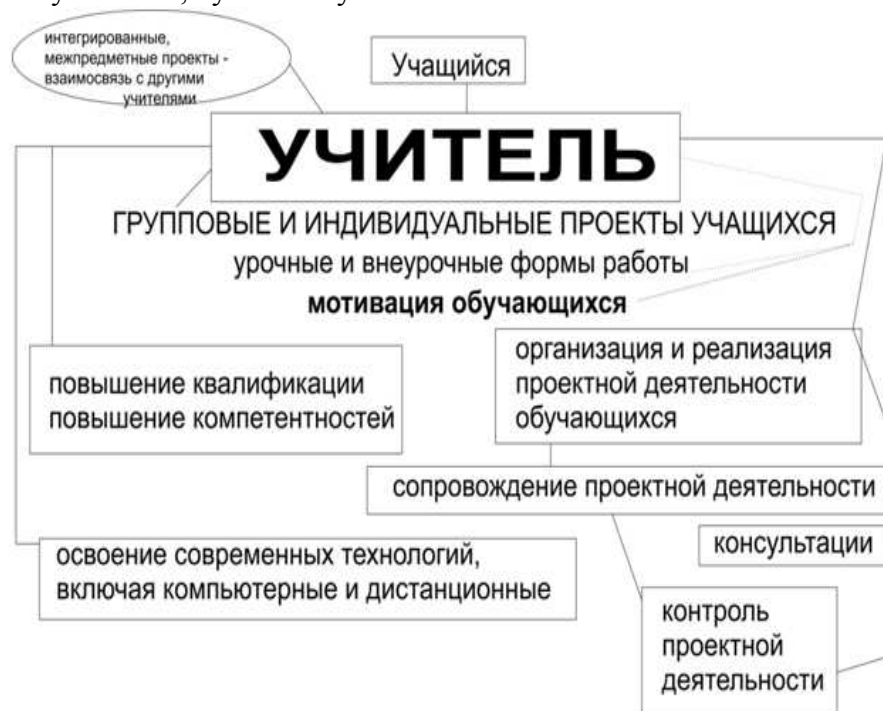 интегрированные,
межпредметные проекты -
взаимосвязь с другими
учителями
Учащийся
УЧИТЕЛЬ
ГРУППОВЫЕ И ИНДИВИДУАЛЬНЫЕ ПРОЕКТЫ УЧАЩИХСЯ
урочные и внеурочные формы работы
мотивация обучающихся
повышение квалификации
повышение компетентностей
организация и реализация
проектной деятельности
обучающихся
сопровождение проектной деятельности
консультации
освоение современных технологий,
включая компьютерные и дистанционные
контроль
проектной
деятельности